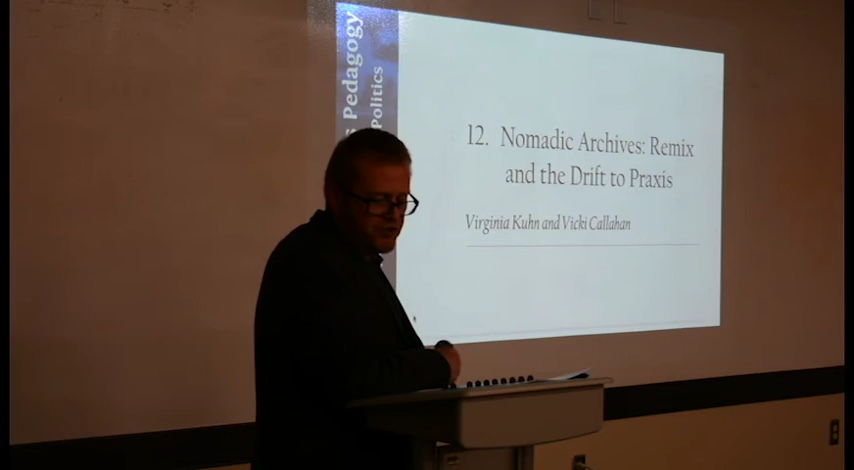 s Pedagogy
Politics
12. Nomadic Archives: Remix
and the Drift to Praxis
Virginia Kuhn and Vicki Callahan